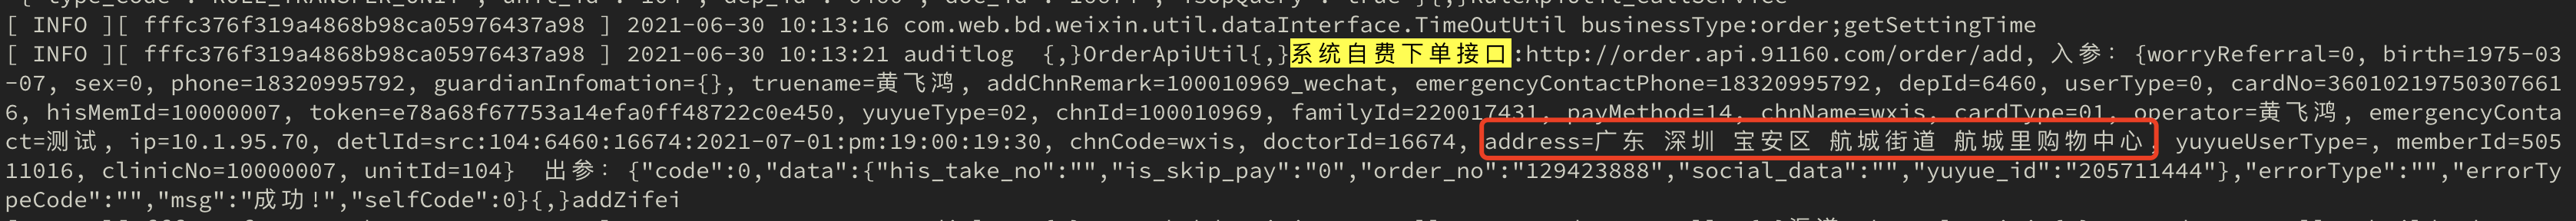 [ INFO ][ fffc376f319a4868b98ca05976437a98 ] 2021-06-30 10:13:16 com.web.bd.weixin.util.dataInterface.TimeOutUtil businessType:order;getSettingTime
[ INFO ][ fffc376f319a4868b98ca05976437a98 ] 2021-06-30 10:13:21 auditlog  {,}OrderApiUtil{,}系统自费下单接口:http://order.api.91160.com/order/add, 入参: {worryReferral=0, birth=1975-03
-07, sex=0, phone=18320995792, guardianInfomation={}, truename=黄飞鸿, addChnRemark=100010969_wechat, emergencyContactPhone=18320995792, depId=6460, userType=0, cardNo=36010219750307661
6, hisMemId=10000007, token=e78a68f67753a14efa0ff48722c0e450, yuyueType=02, chnId=100010969, familyId=220017431, payMethod=14, chnName=wxis, cardType=01, operator=黄飞鸿, emergencyConta
ct=测试, ip=10.1.95.70, detlId=src:104:6460:16674:2021-07-01:pm:19:00:19:30, chnCode=wxis, doctorId=16674, address=广东 深圳 宝安区 航城街道 航城里购物中心, yuyueUserType=, memberId=505
11016, clinicNo=10000007, unitId=104}  出参: {"code":0,"data":{"his_take_no":"","is_skip_pay":"0","order_no":"129423888","social_data":"","yuyue_id":"205711444"},"errorType":"","errorTy
peCode":"","msg":"成功!","selfCode":0}{,}addZifei